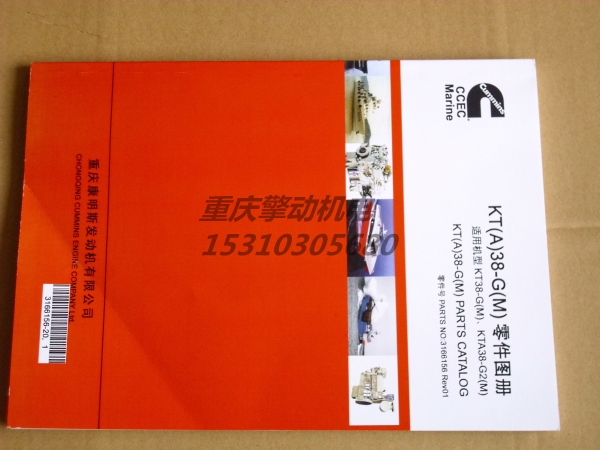 Cummins
CCEC
Marine
KT(A)38-G(M) 零件图册
适用机型 KT38-G(M)、KTA38-G2(M)
KT(A)38-G(M) PARTS CATALOG
零件号 PARTS NO:3166156 Rev01
重庆康明斯发动机有限公司
CHONGQING CUMMINS ENGINE COMPANY Ltd.
3166156-20, 1
重庆擎动机